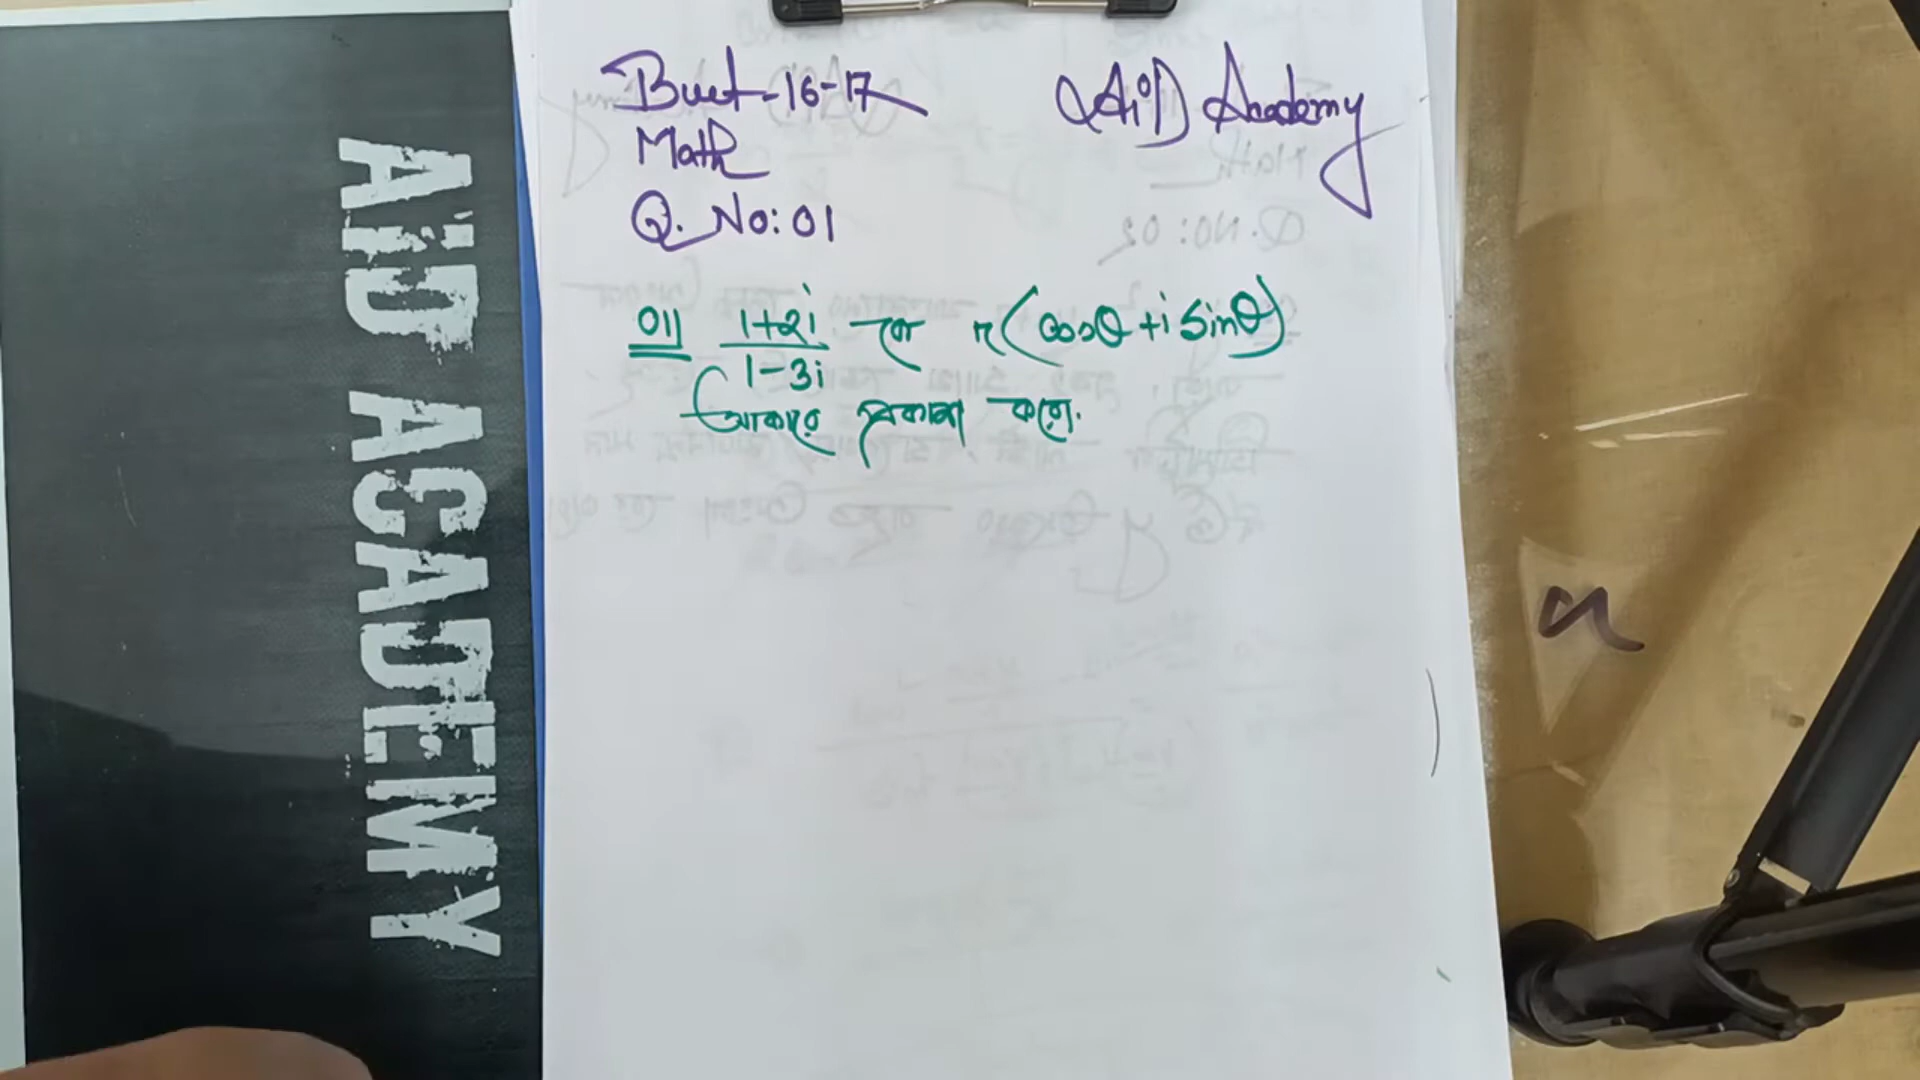 AID ACADEMY
Buet-16-17
AiD Academy
Math
Q. No: 01
01\\ 1+2i / 1-3i কে r(cosθ + i sinθ)
আকারে প্রকাশ করো.